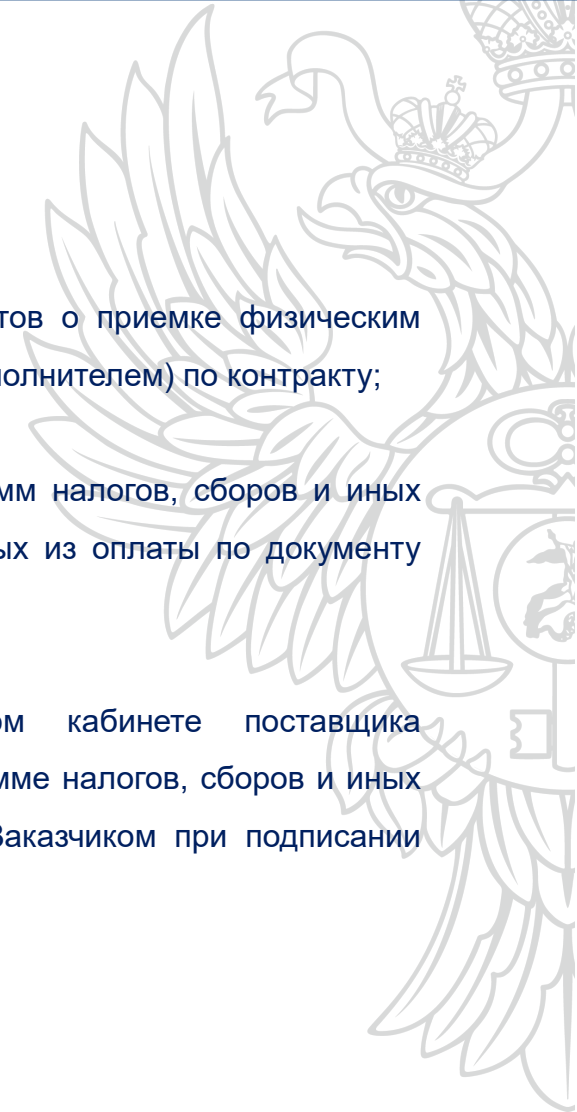 тов о приемке физическим
полнителем) по контракту;
мм налогов, сборов и иных
ых из оплаты по документу
ом кабинете поставщика
мме налогов, сборов и иных
Заказчиком при подписании